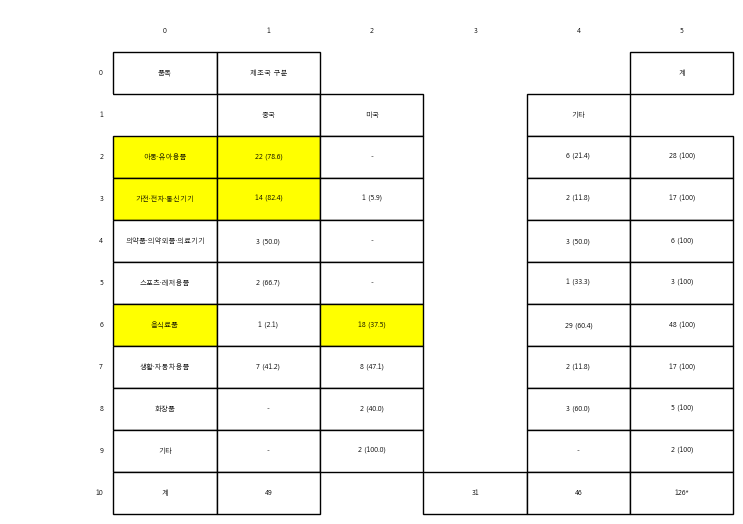 0 1 2 3 4 5
0 품목 제조국 구분 계
1 중국 미국 기타
2 아동·유아용품 22 (78.6) - 6 (21.4) 28 (100)
3 가전·전자·통신기기 14 (82.4) 1 (5.9) 2 (11.8) 17 (100)
4 의약품·의약외품·의료기기 3 (50.0) - 3 (50.0) 6 (100)
5 스포츠·레저용품 2 (66.7) - 1 (33.3) 3 (100)
6 음식료품 1 (2.1) 18 (37.5) 29 (60.4) 48 (100)
7 생활·자동차용품 7 (41.2) 8 (47.1) 2 (11.8) 17 (100)
8 화장품 - 2 (40.0) 3 (60.0) 5 (100)
9 기타 - 2 (100.0) - 2 (100)
10 계 49 31 46 126*